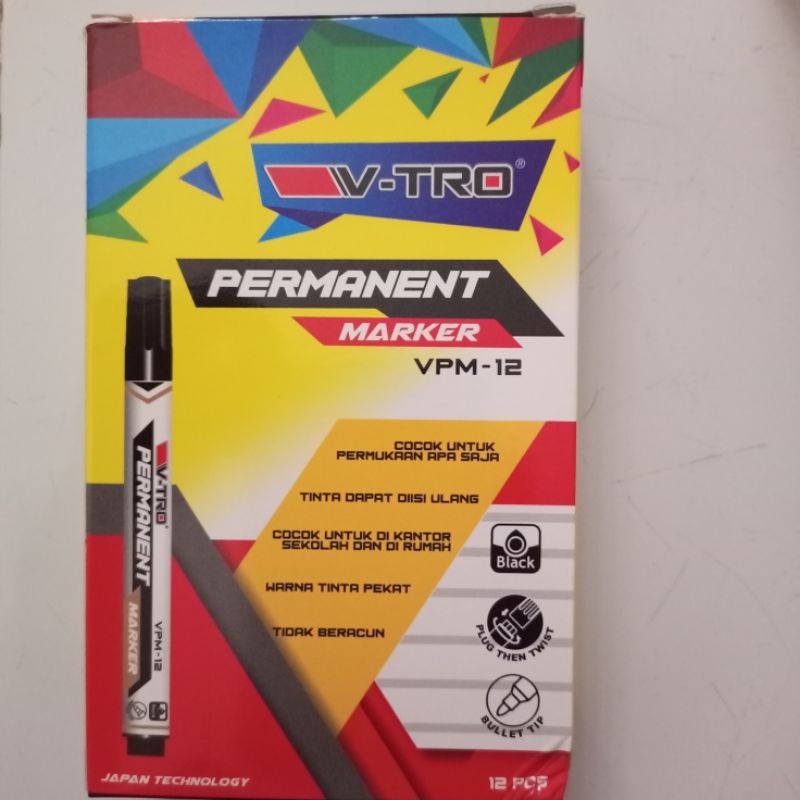 V-TRO®
PERMANENT
MARKER
VPM-12
COCOK UNTUK
PERMUKAAN APA SAJA
TINTA DAPAT DIISI ULANG
COCOK UNTUK DI KANTOR
SEKOLAH DAN DI RUMAH
WARNA TINTA PEKAT
TIDAK BERACUN
Black
PLUG THEN TWIST
BULLET TIP
V-TRO®
PERMANENT
MARKER
VPM-12
JAPAN TECHNOLOGY
12 PCS